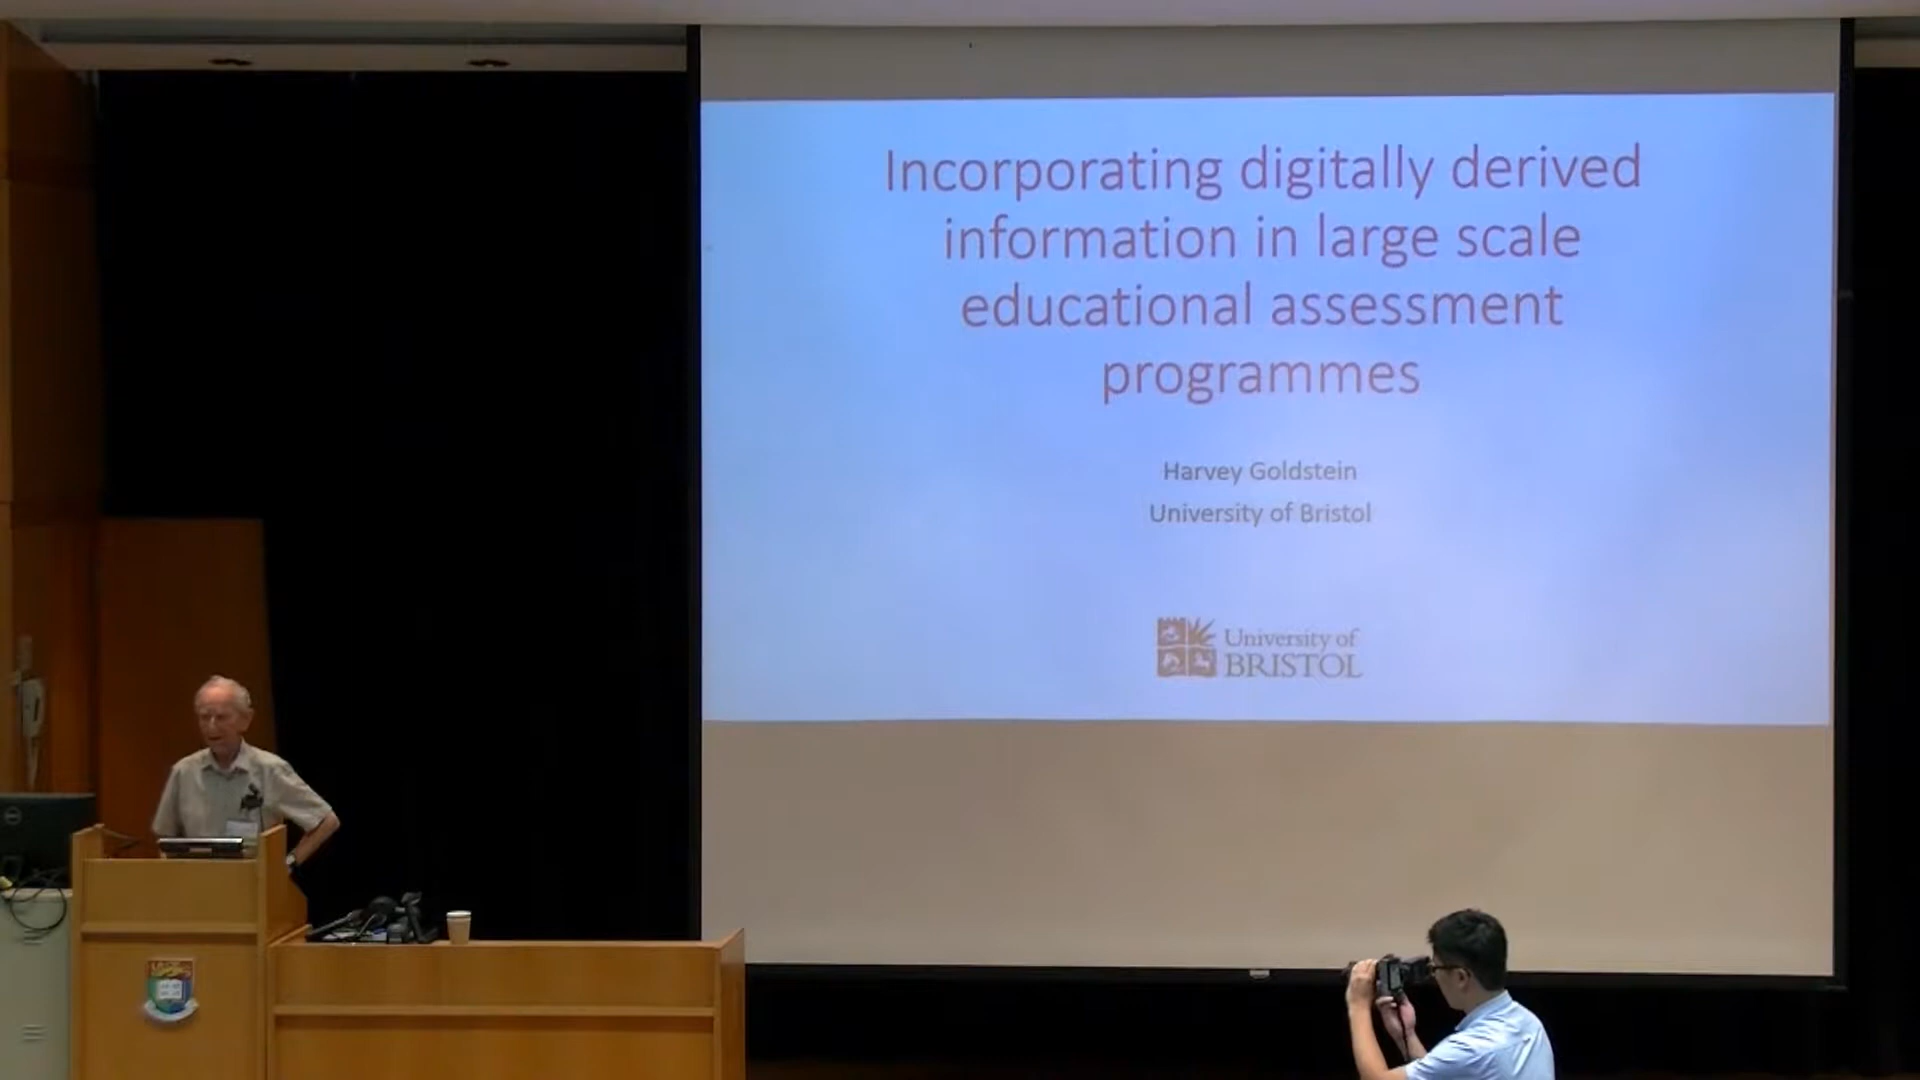 Incorporating digitally derived
information in large scale
educational assessment
programmes
Harvey Goldstein
University of Bristol
University of
BRISTOL